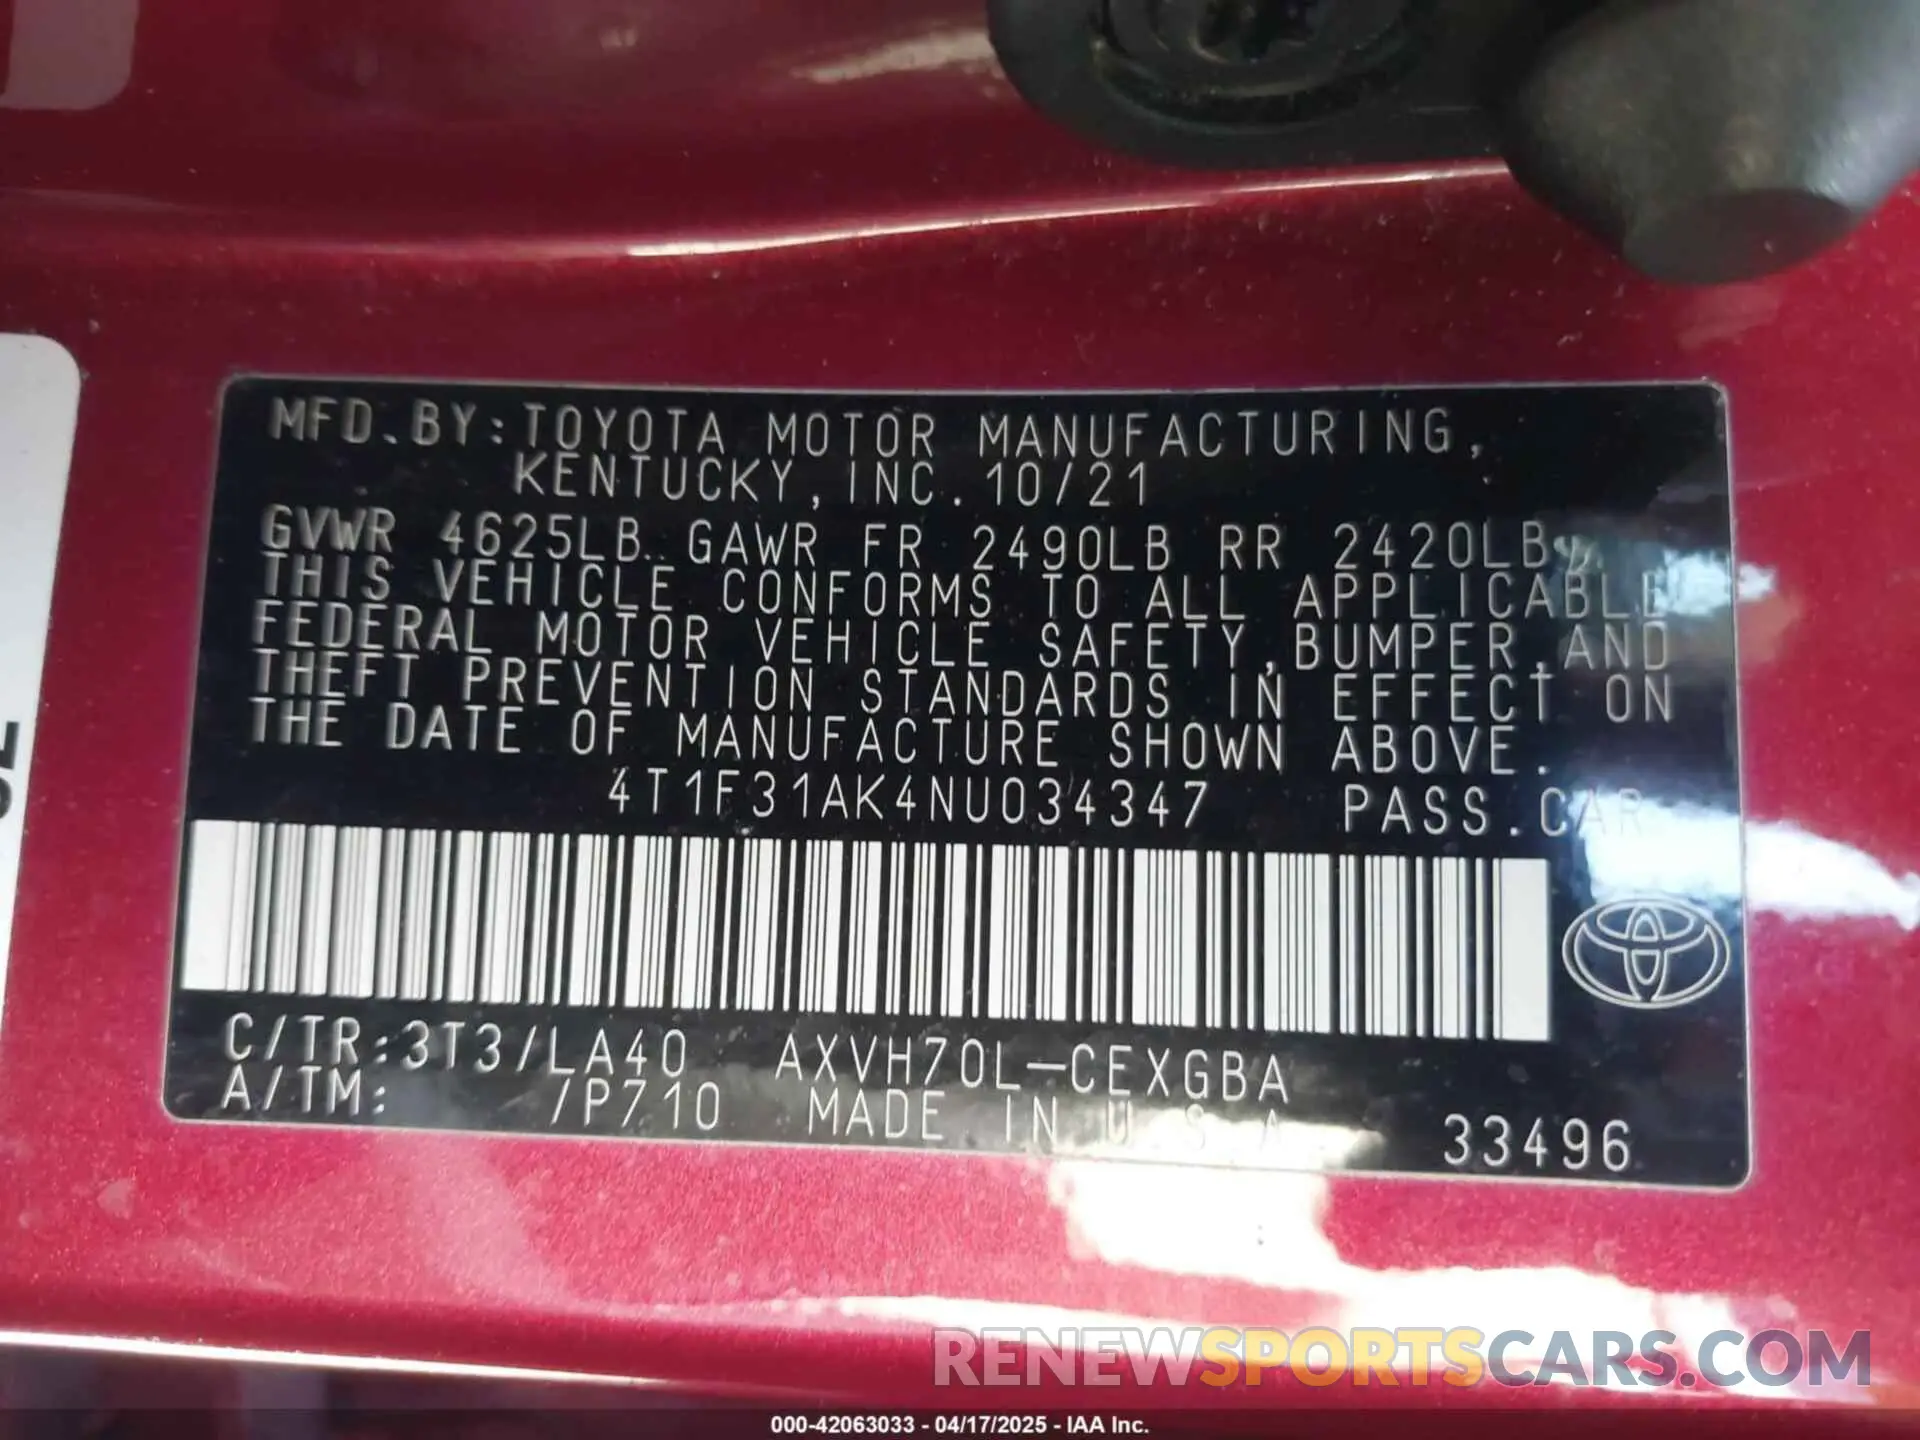 MFD.BY:TOYOTA MOTOR MANUFACTURING,
KENTUCKY,INC.10/21
GVWR 4625LB. GAWR FR 2490LB RR 2420LB
THIS VEHICLE CONFORMS TO ALL APPLICABLE
FEDERAL MOTOR VEHICLE SAFETY,BUMPER,AND
THEFT PREVENTION STANDARDS IN EFFECT ON
THE DATE OF MANUFACTURE SHOWN ABOVE.
4T1F31AK4NU034347 PASS.CAR
C/TR:3T3/LA40 AXVH70L-CEXGBA
A/TM: /P710 MADE IN U.S.A. 33496
RENEWSPORTSCARS.COM
000-42063033 - 04/17/2025 - IAA Inc.